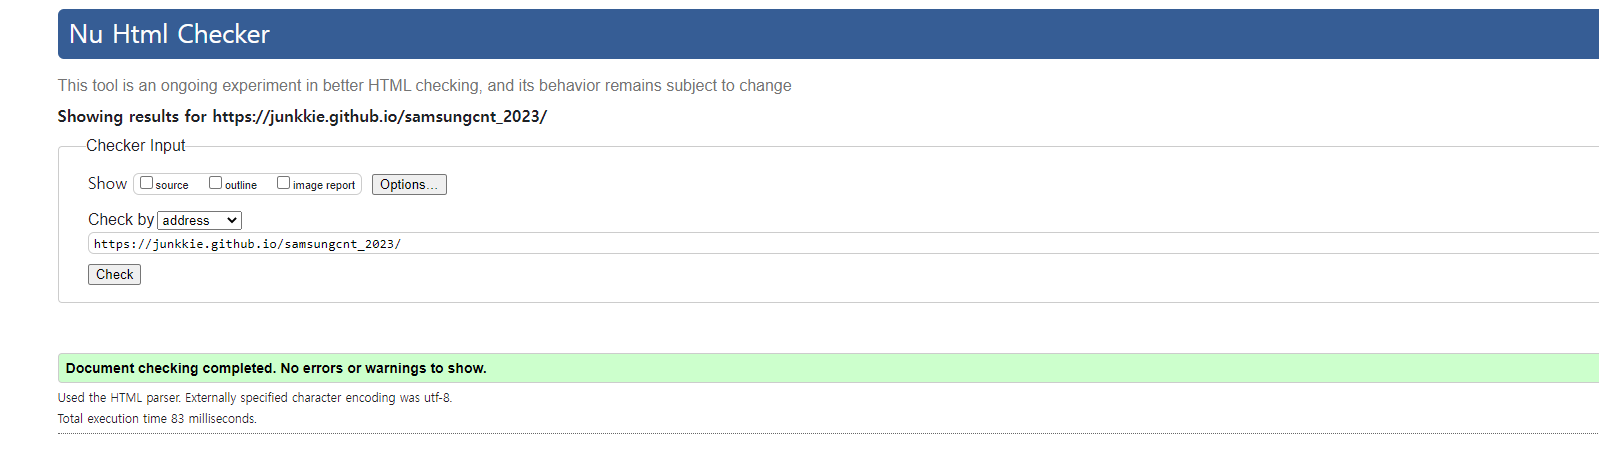 Nu Html Checker
This tool is an ongoing experiment in better HTML checking, and its behavior remains subject to change
Showing results for https://junkkie.github.io/samsungcnt_2023/
Checker Input
Show source outline image report Options...
Check by address
https://junkkie.github.io/samsungcnt_2023/
Check
Document checking completed. No errors or warnings to show.
Used the HTML parser. Externally specified character encoding was utf-8.
Total execution time 83 milliseconds.